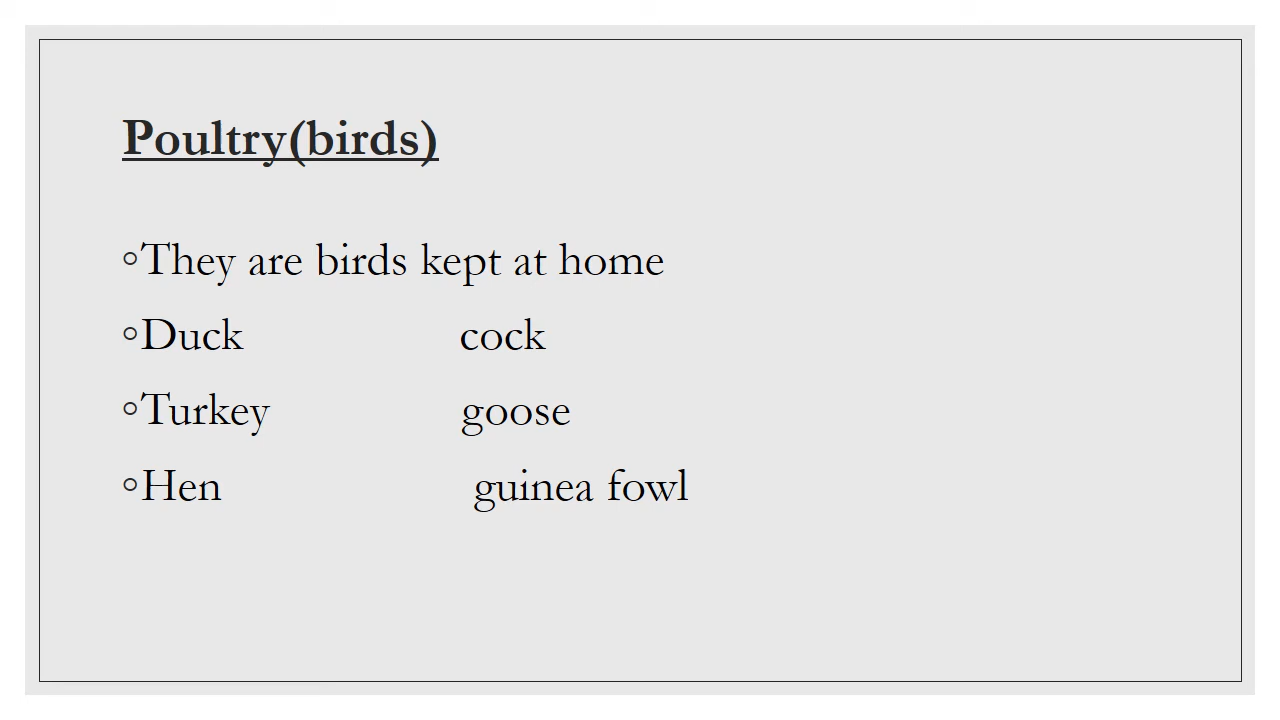 Poultry(birds)
◦They are birds kept at home
◦Duck cock
◦Turkey goose
◦Hen guinea fowl